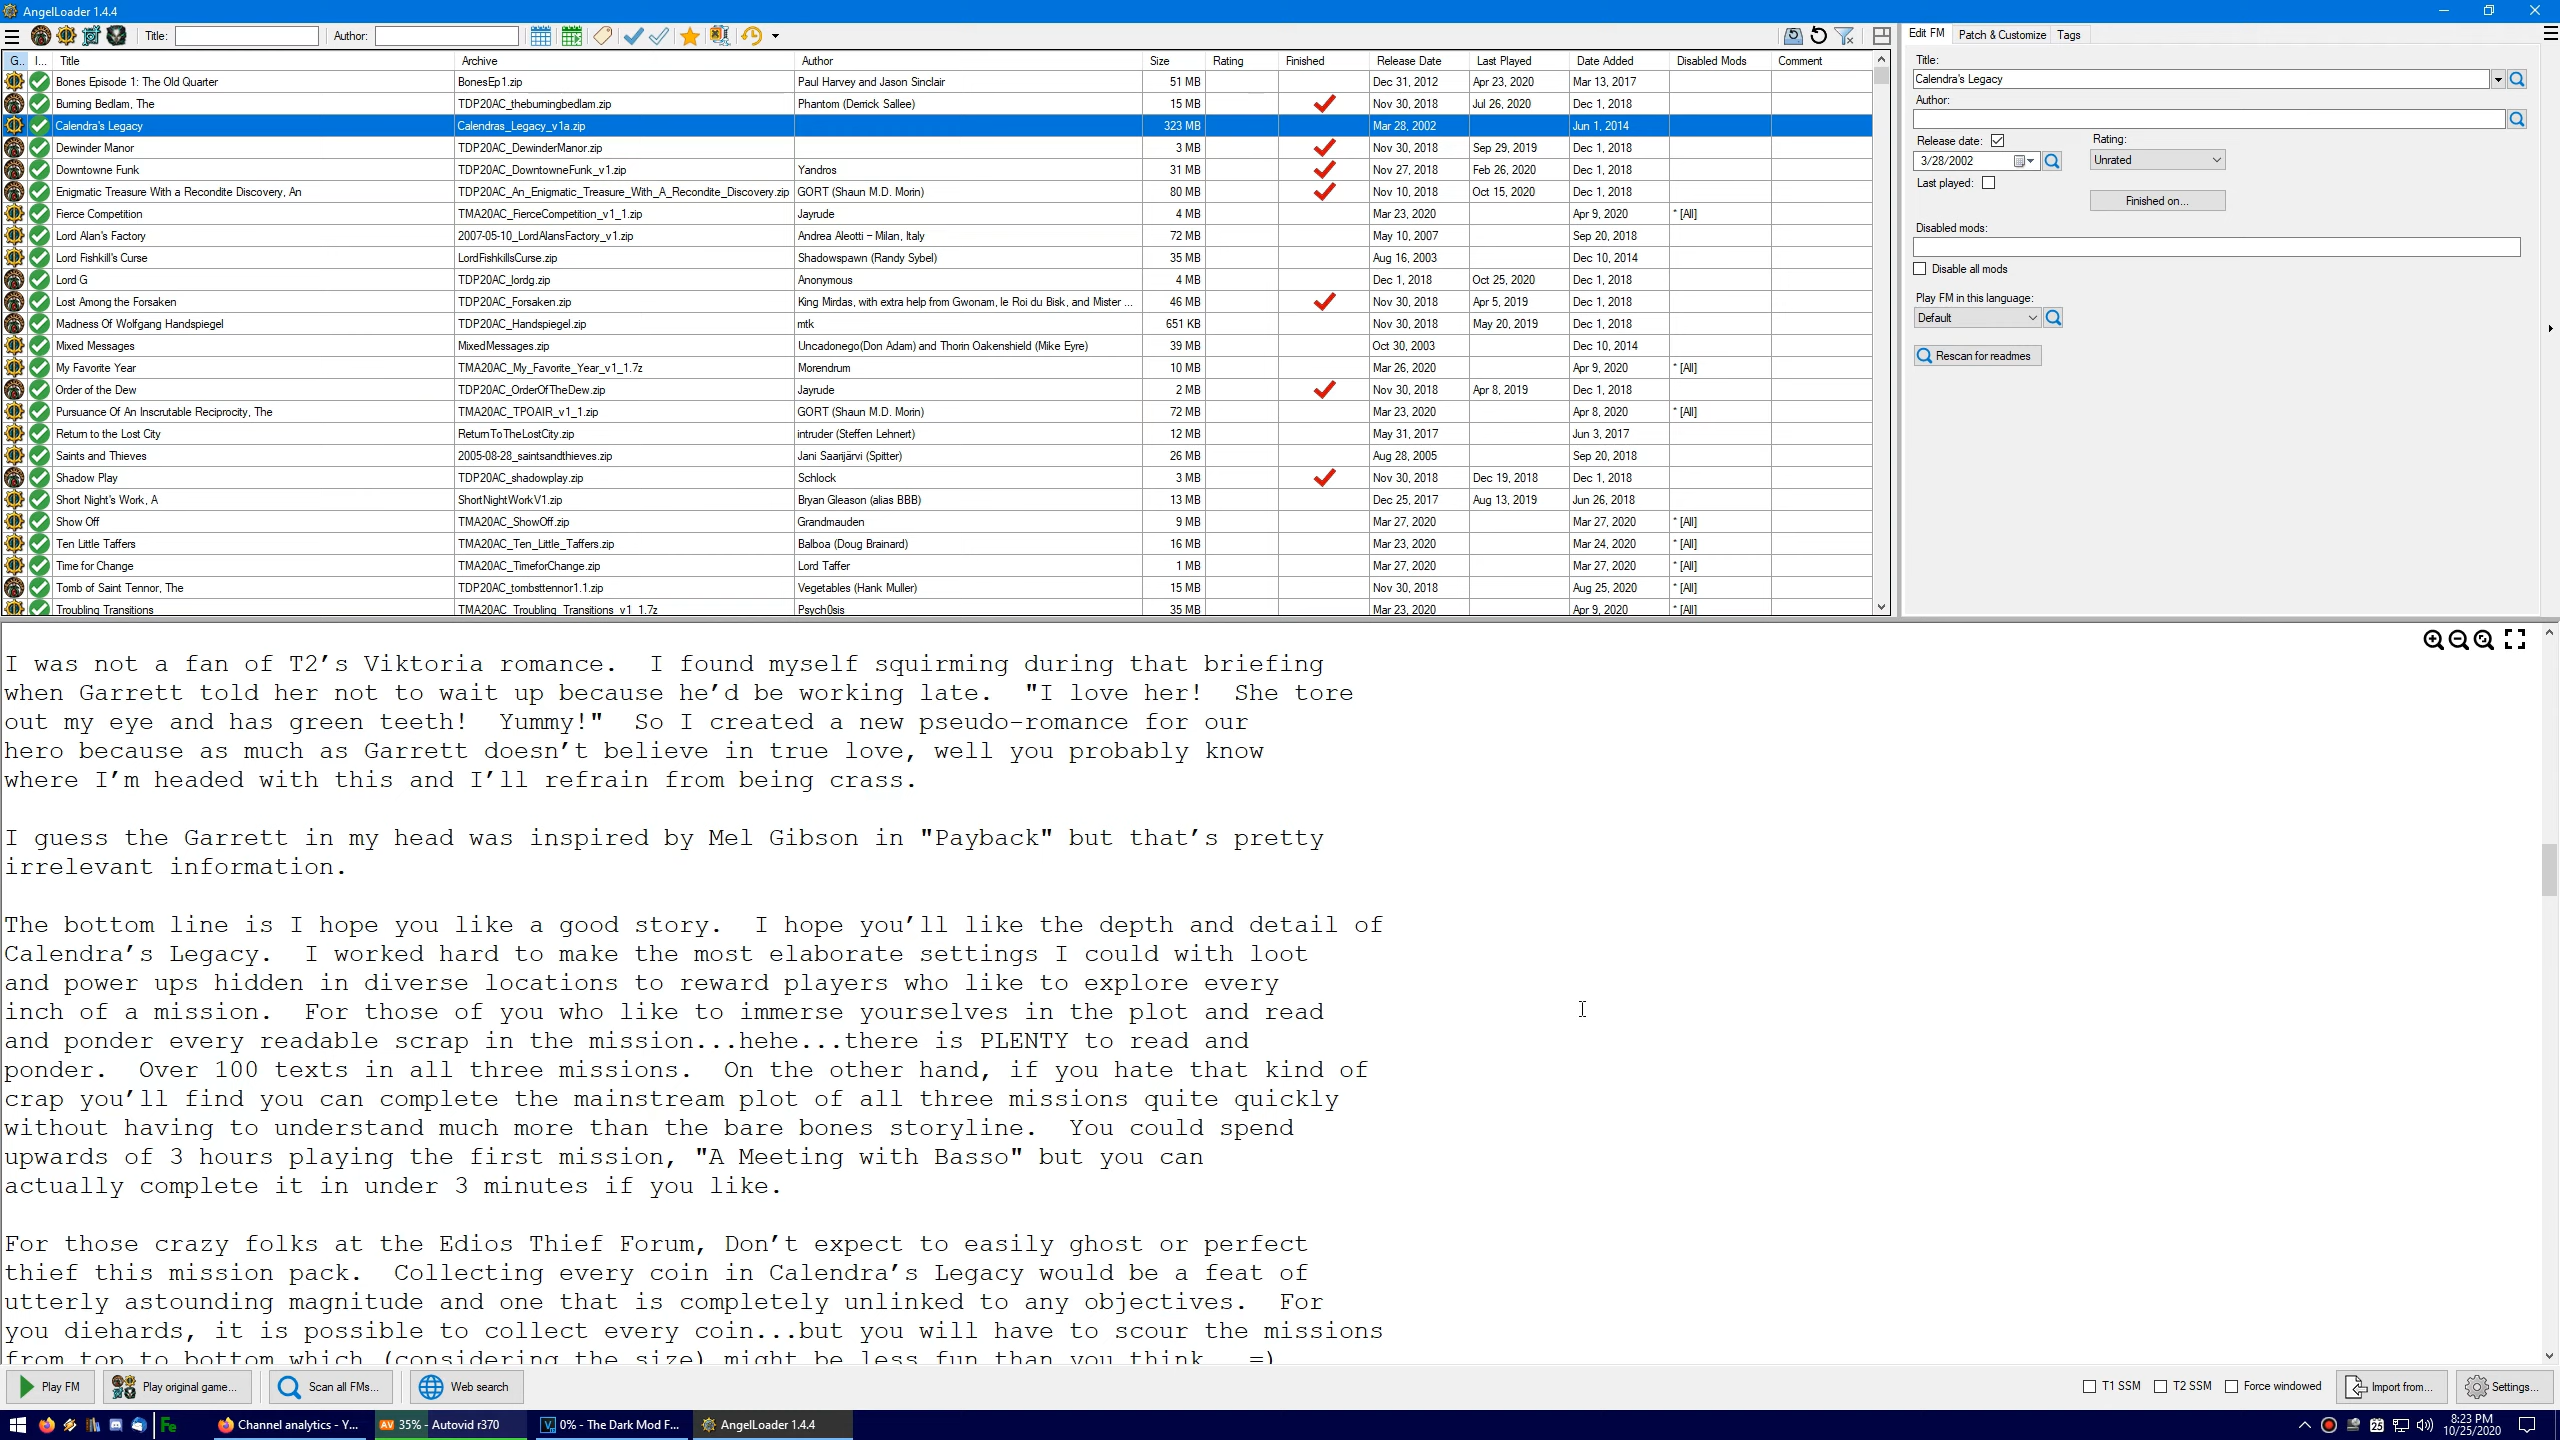 AngelLoader 1.4.4
Title: Author:
G.. I... Title Archive Author Size Rating Finished Release Date Last Played Date Added Disabled Mods Comment
Bones Episode 1: The Old Quarter BonesEp1.zip Paul Harvey and Jason Sinclair 51 MB Dec 31, 2012 Apr 23, 2020 Mar 13, 2017
Burning Bedlam, The TDP20AC_theburningbedlam.zip Phantom (Derrick Sallee) 15 MB Nov 30, 2018 Jul 26, 2020 Dec 1, 2018
Calendra's Legacy Calendras_Legacy_v1a.zip 323 MB Mar 28, 2002 Jun 1, 2014
Dewinder Manor TDP20AC_DewinderManor.zip 3 MB Nov 30, 2018 Sep 29, 2019 Dec 1, 2018
Downtowne Funk TDP20AC_DowntowneFunk_v1.zip Yandros 31 MB Nov 27, 2018 Feb 26, 2020 Dec 1, 2018
Enigmatic Treasure With a Recondite Discovery, An TDP20AC_An_Enigmatic_Treasure_With_A_Recondite_Discovery.zip GORT (Shaun M.D. Morin) 80 MB Nov 10, 2018 Oct 15, 2020 Dec 1, 2018
Fierce Competition TMA20AC_FierceCompetition_v1_1.zip Jayrude 4 MB Mar 23, 2020 Apr 9, 2020 * [All]
Lord Alan's Factory 2007-05-10_LordAlansFactory_v1.zip Andrea Aleotti – Milan, Italy 72 MB May 10, 2007 Sep 20, 2018
Lord Fishkill's Curse LordFishkillsCurse.zip Shadowspawn (Randy Sybel) 35 MB Aug 16, 2003 Dec 10, 2014
Lord G TDP20AC_lordg.zip Anonymous 4 MB Dec 1, 2018 Oct 25, 2020 Dec 1, 2018
Lost Among the Forsaken TDP20AC_Forsaken.zip King Mirdas, with extra help from Gwonam, le Roi du Bisk, and Mister ... 46 MB Nov 30, 2018 Apr 5, 2019 Dec 1, 2018
Madness Of Wolfgang Handspiegel TDP20AC_Handspiegel.zip mtk 651 KB Nov 30, 2018 May 20, 2019 Dec 1, 2018
Mixed Messages MixedMessages.zip Uncadonego(Don Adam) and Thorin Oakenshield (Mike Eyre) 39 MB Oct 30, 2003 Dec 10, 2014
My Favorite Year TMA20AC_My_Favorite_Year_v1_1.7z Morendrum 10 MB Mar 26, 2020 Apr 9, 2020 * [All]
Order of the Dew TDP20AC_OrderOfTheDew.zip Jayrude 2 MB Nov 30, 2018 Apr 8, 2019 Dec 1, 2018
Pursuance Of An Inscrutable Reciprocity, The TMA20AC_TPOAIR_v1_1.zip GORT (Shaun M.D. Morin) 72 MB Mar 23, 2020 Apr 8, 2020 * [All]
Return to the Lost City ReturnToTheLostCity.zip intruder (Steffen Lehnert) 12 MB May 31, 2017 Jun 3, 2017
Saints and Thieves 2005-08-28_saintsandthieves.zip Jani Saarijärvi (Spitter) 26 MB Aug 28, 2005 Sep 20, 2018
Shadow Play TDP20AC_shadowplay.zip Schlock 3 MB Nov 30, 2018 Dec 19, 2018 Dec 1, 2018
Short Night's Work, A ShortNightWorkV1.zip Bryan Gleason (alias BBB) 13 MB Dec 25, 2017 Aug 13, 2019 Jun 26, 2018
Show Off TMA20AC_ShowOff.zip Grandmauden 9 MB Mar 27, 2020 Mar 27, 2020 * [All]
Ten Little Taffers TMA20AC_Ten_Little_Taffers.zip Balboa (Doug Brainard) 16 MB Mar 23, 2020 Mar 24, 2020 * [All]
Time for Change TMA20AC_TimeforChange.zip Lord Taffer 1 MB Mar 27, 2020 Mar 27, 2020 * [All]
Tomb of Saint Tennor, The TDP20AC_tombsttennor1.1.zip Vegetables (Hank Muller) 15 MB Nov 30, 2018 Aug 25, 2020 * [All]
Troubling Transitions TMA20AC_Troubling_Transitions_v1_1.7z Psych0sis 35 MB Mar 23, 2020 Apr 9, 2020 * [All]
Edit FM Patch & Customize Tags
Title:
Calendra's Legacy
Author:
Release date: Rating:
3/28/2002 Unrated
Last played:
Finished on...
Disabled mods:
Disable all mods
Play FM in this language:
Default
Rescan for readmes
I was not a fan of T2's Viktoria romance. I found myself squirming during that briefing
when Garrett told her not to wait up because he'd be working late. "I love her! She tore
out my eye and has green teeth! Yummy!" So I created a new pseudo-romance for our
hero because as much as Garrett doesn't believe in true love, well you probably know
where I'm headed with this and I'll refrain from being crass.
I guess the Garrett in my head was inspired by Mel Gibson in "Payback" but that's pretty
irrelevant information.
The bottom line is I hope you like a good story. I hope you'll like the depth and detail of
Calendra's Legacy. I worked hard to make the most elaborate settings I could with loot
and power ups hidden in diverse locations to reward players who like to explore every
inch of a mission. For those of you who like to immerse yourselves in the plot and read
and ponder every readable scrap in the mission...hehe...there is PLENTY to read and
ponder. Over 100 texts in all three missions. On the other hand, if you hate that kind of
crap you'll find you can complete the mainstream plot of all three missions quite quickly
without having to understand much more than the bare bones storyline. You could spend
upwards of 3 hours playing the first mission, "A Meeting with Basso" but you can
actually complete it in under 3 minutes if you like.
For those crazy folks at the Edios Thief Forum, Don't expect to easily ghost or perfect
thief this mission pack. Collecting every coin in Calendra's Legacy would be a feat of
utterly astounding magnitude and one that is completely unlinked to any objectives. For
you diehards, it is possible to collect every coin...but you will have to scour the missions
from top to bottom which (considering the size) might be less fun than you think. =)
Play FM Play original game... Scan all FMs... Web search T1 SSM T2 SSM Force windowed Import from... Settings...
Fe Channel analytics - Y... AV 35% - Autovid r370 0% - The Dark Mod F... AngelLoader 1.4.4 25 8:23 PM
10/25/2020